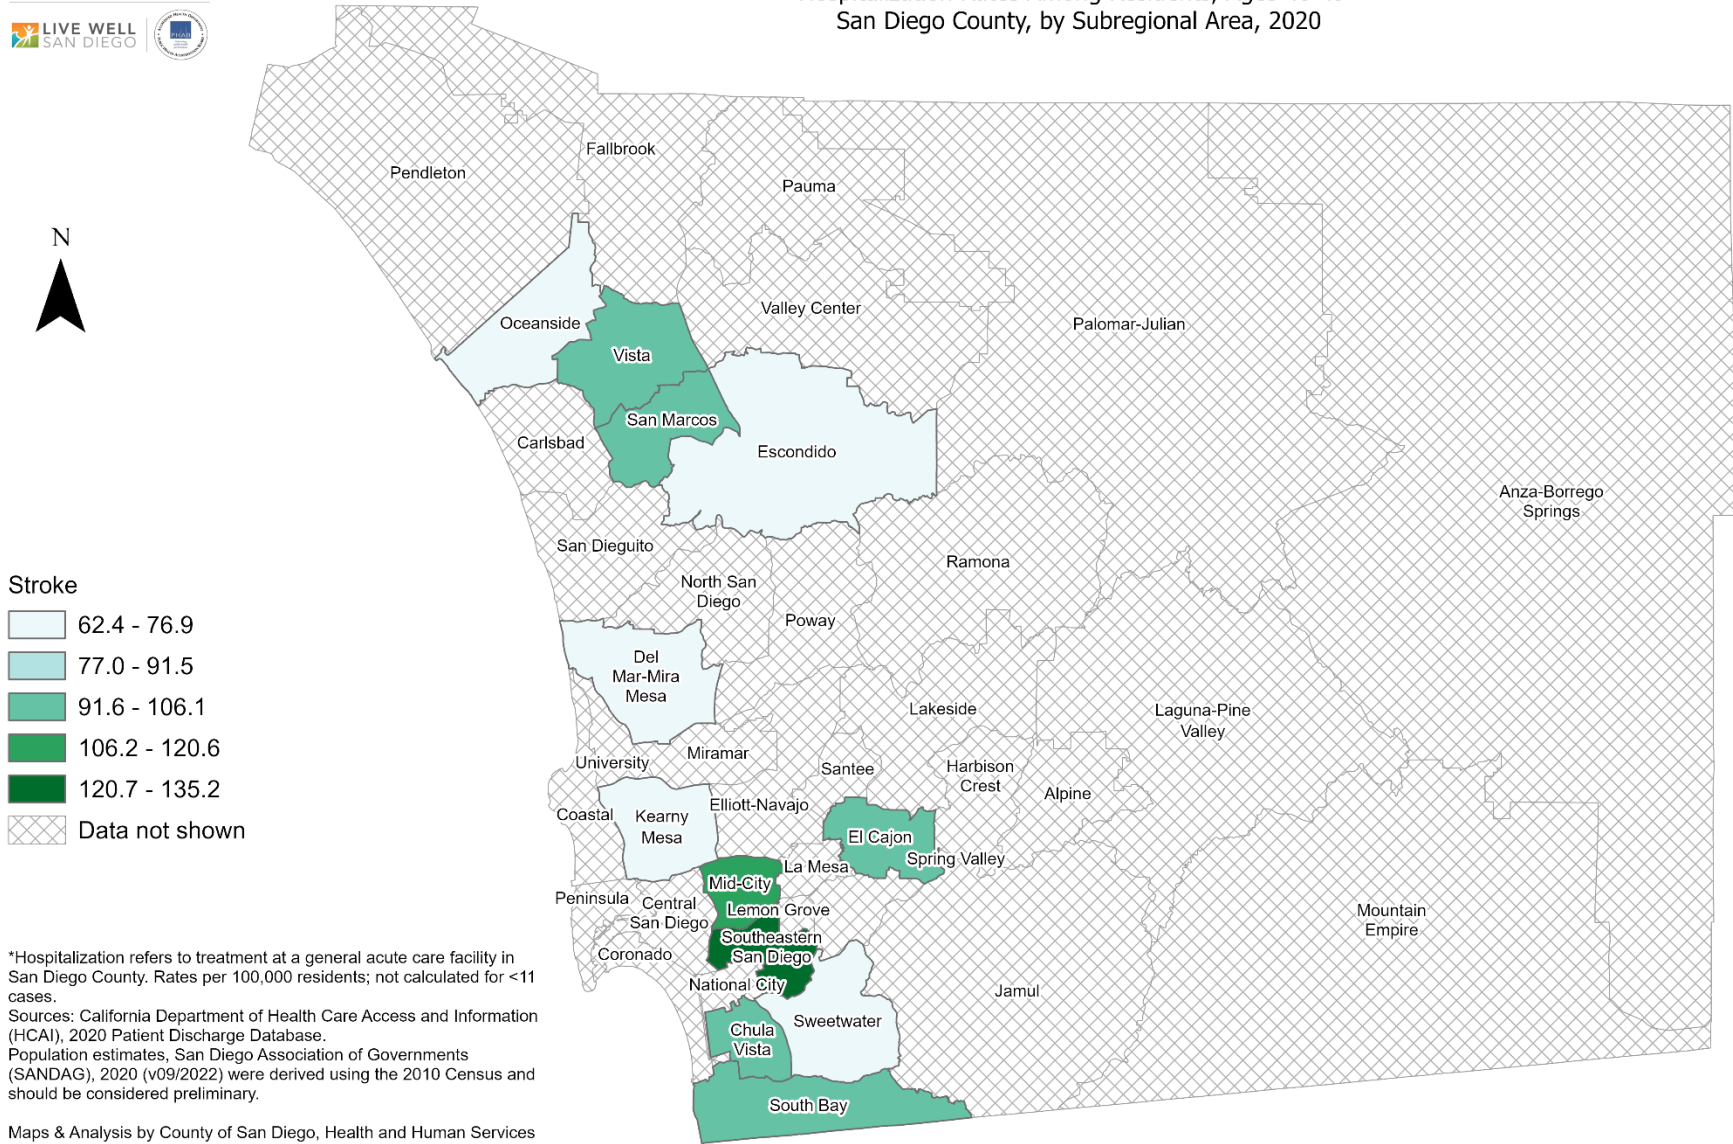 San Diego County, by Subregional Area, 2020
LIVE WELL
SAN DIEGO
PHAB
N
Fallbrook
Pendleton
Pauma
Valley Center
Oceanside
Palomar-Julian
Vista
San Marcos
Carlsbad
Escondido
Anza-Borrego
Springs
San Dieguito
Ramona
North San
Diego
Poway
Del
Mar-Mira
Mesa
Lakeside
Laguna-Pine
Valley
Miramar
University
Santee
Harbison
Crest
Alpine
Elliott-Navajo
Coastal
Kearny
Mesa
El Cajon
Spring Valley
La Mesa
Mid-City
Peninsula
Central
San Diego
Lemon Grove
Mountain
Empire
Southeastern
San Diego
Coronado
National City
Jamul
Sweetwater
Chula
Vista
South Bay
Stroke
62.4 - 76.9
77.0 - 91.5
91.6 - 106.1
106.2 - 120.6
120.7 - 135.2
Data not shown
*Hospitalization refers to treatment at a general acute care facility in
San Diego County. Rates per 100,000 residents; not calculated for <11
cases.
Sources: California Department of Health Care Access and Information
(HCAI), 2020 Patient Discharge Database.
Population estimates, San Diego Association of Governments
(SANDAG), 2020 (v09/2022) were derived using the 2010 Census and
should be considered preliminary.
Maps & Analysis by County of San Diego, Health and Human Services